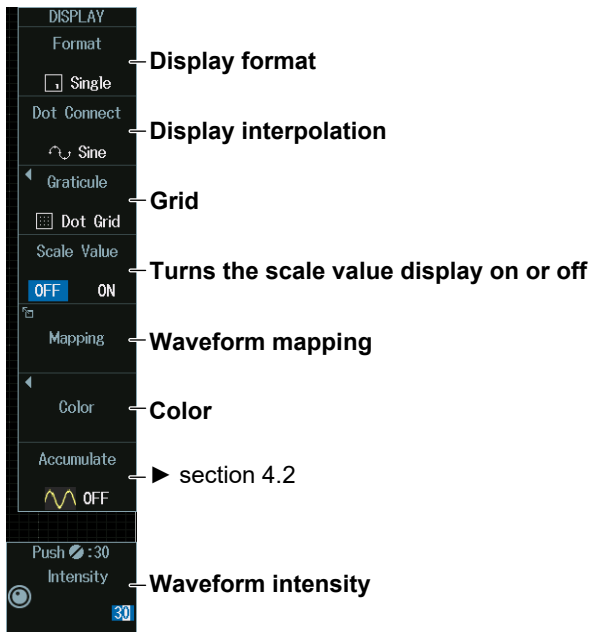 DISPLAY
Format
Display format
Single
Dot Connect
Display interpolation
Sine
Graticule
Grid
Dot Grid
Scale Value
Turns the scale value display on or off
OFF ON
Mapping
Waveform mapping
Color
Color
Accumulate
► section 4.2
OFF
Push :30
Intensity
Waveform intensity
30